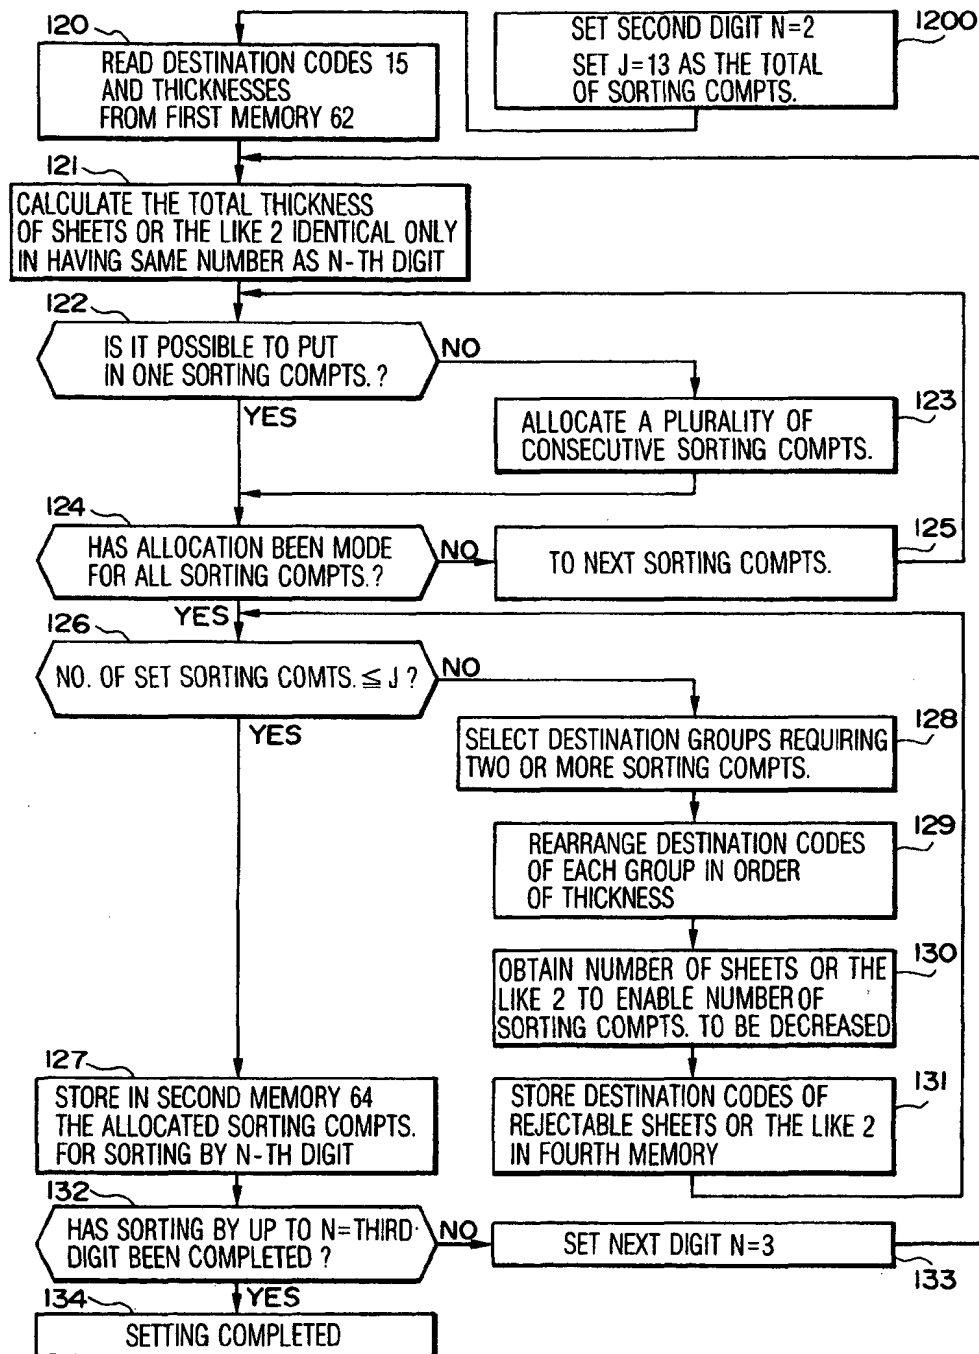 120
READ DESTINATION CODES 15
AND THICKNESSES
FROM FIRST MEMORY 62
SET SECOND DIGIT N=2
SET J=13 AS THE TOTAL
OF SORTING COMPTS.
1200
121
CALCULATE THE TOTAL THICKNESS
OF SHEETS OR THE LIKE 2 IDENTICAL ONLY
IN HAVING SAME NUMBER AS N-TH DIGIT
122
IS IT POSSIBLE TO PUT
IN ONE SORTING COMPTS.?
NO
YES
ALLOCATE A PLURALITY OF
CONSECUTIVE SORTING COMPTS.
123
124
HAS ALLOCATION BEEN MODE
FOR ALL SORTING COMPTS.?
NO
YES
TO NEXT SORTING COMPTS.
125
126
NO. OF SET SORTING COMTS. ≦ J ?
NO
YES
SELECT DESTINATION GROUPS REQUIRING
TWO OR MORE SORTING COMPTS.
128
REARRANGE DESTINATION CODES
OF EACH GROUP IN ORDER
OF THICKNESS
129
OBTAIN NUMBER OF SHEETS OR THE
LIKE 2 TO ENABLE NUMBER OF
SORTING COMPTS. TO BE DECREASED
130
STORE DESTINATION CODES OF
REJECTABLE SHEETS OR THE LIKE 2
IN FOURTH MEMORY
131
127
STORE IN SECOND MEMORY 64
THE ALLOCATED SORTING COMPTS.
FOR SORTING BY N-TH DIGIT
132
HAS SORTING BY UP TO N=THIRD
DIGIT BEEN COMPLETED ?
NO
YES
SET NEXT DIGIT N=3
133
134
SETTING COMPLETED